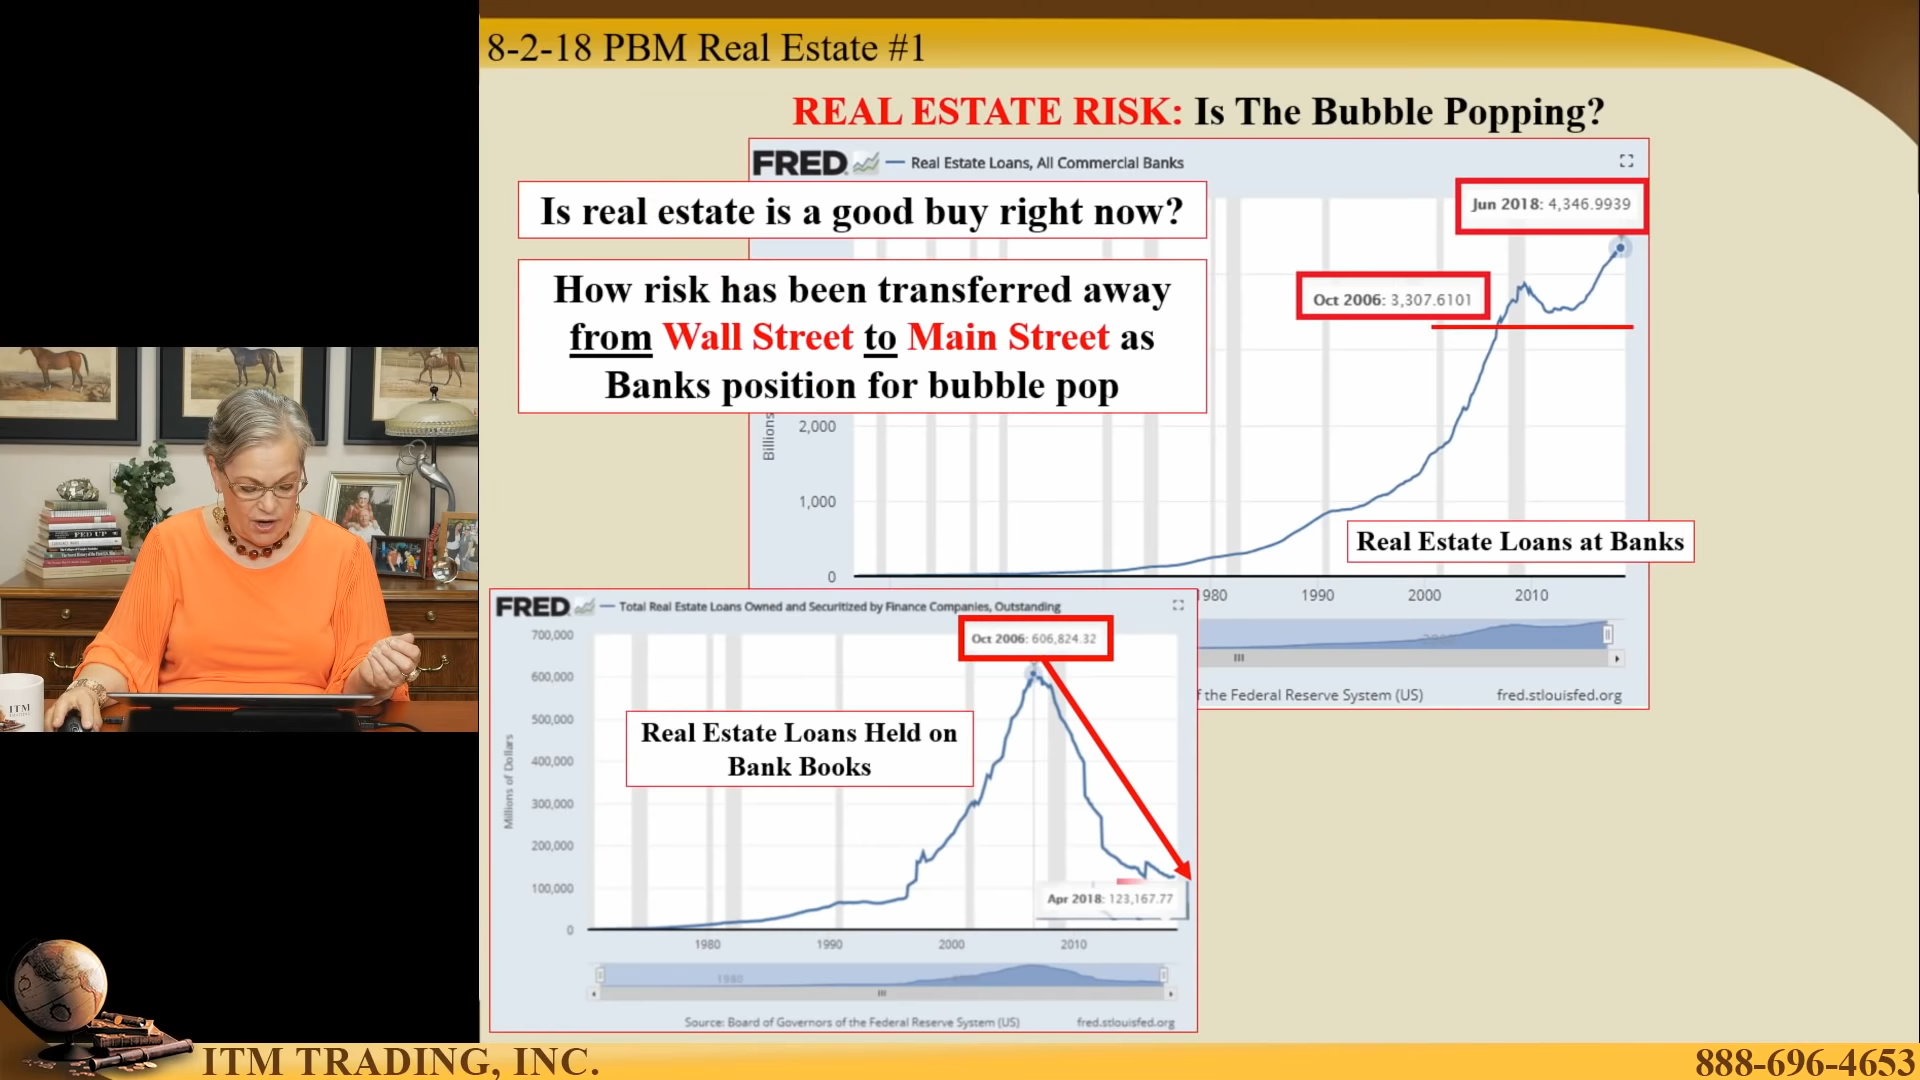 8-2-18 PBM Real Estate #1
REAL ESTATE RISK: Is The Bubble Popping?
FRED Real Estate Loans, All Commercial Banks
Is real estate is a good buy right now?
Jun 2018: 4,346.9939
How risk has been transferred away
from Wall Street to Main Street as
Banks position for bubble pop
Oct 2006: 3,307.6101
Billions
2,000
1,000
0
Real Estate Loans at Banks
1980 1990 2000 2010
f the Federal Reserve System (US) fred.stlouisfed.org
FRED Total Real Estate Loans Owned and Securitized by Finance Companies, Outstanding
Oct 2006: 606,824.32
Real Estate Loans Held on
Bank Books
Millions of Dollars
700,000
600,000
500,000
400,000
300,000
200,000
100,000
0
Apr 2018: 123,167.77
1980 1990 2000 2010
1980
Source: Board of Governors of the Federal Reserve System (US) fred.stlouisfed.org
FED UP
ITM
ITM TRADING, INC.
888-696-4653